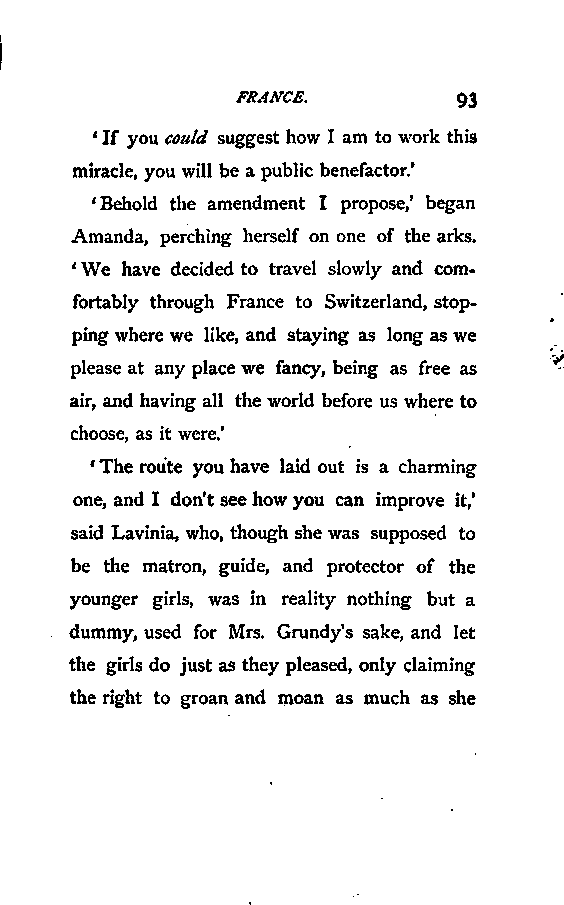 FRANCE. 93
‘If you could suggest how I am to work this
miracle, you will be a public benefactor.’
‘Behold the amendment I propose,’ began
Amanda, perching herself on one of the arks.
‘We have decided to travel slowly and com-
fortably through France to Switzerland, stop-
ping where we like, and staying as long as we
please at any place we fancy, being as free as
air, and having all the world before us where to
choose, as it were.’
‘The route you have laid out is a charming
one, and I don’t see how you can improve it,’
said Lavinia, who, though she was supposed to
be the matron, guide, and protector of the
younger girls, was in reality nothing but a
dummy, used for Mrs. Grundy’s sake, and let
the girls do just as they pleased, only claiming
the right to groan and moan as much as she